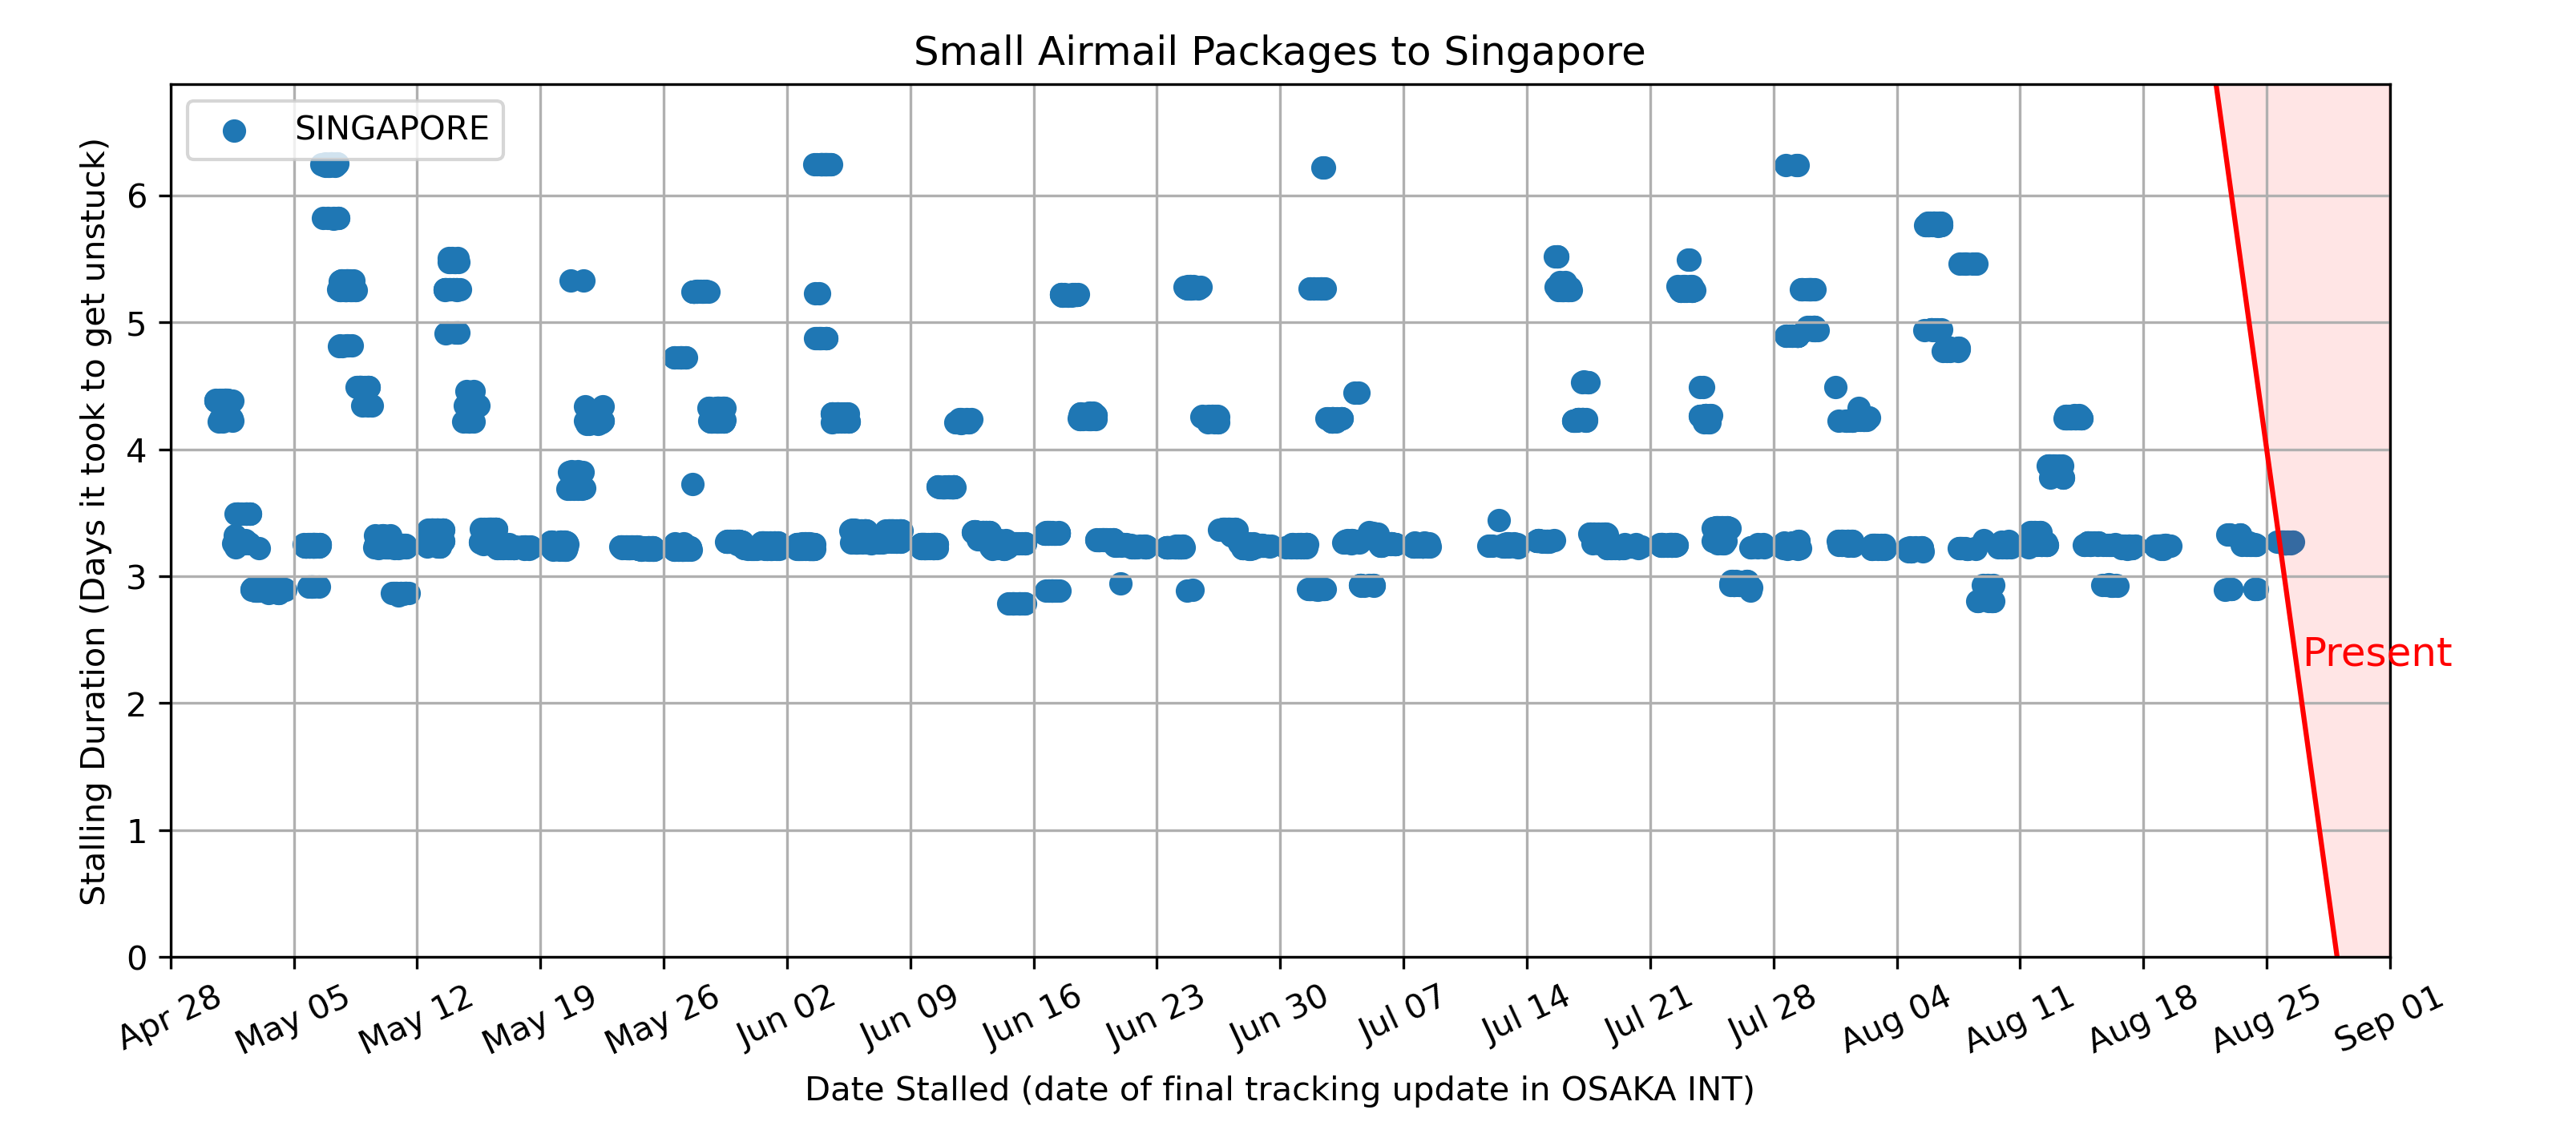 Small Airmail Packages to Singapore
SINGAPORE
Stalling Duration (Days it took to get unstuck)
6
5
4
3
2
1
0
Present
Apr 28
May 05
May 12
May 19
May 26
Jun 02
Jun 09
Jun 16
Jun 23
Jun 30
Jul 07
Jul 14
Jul 21
Jul 28
Aug 04
Aug 11
Aug 18
Aug 25
Sep 01
Date Stalled (date of final tracking update in OSAKA INT)